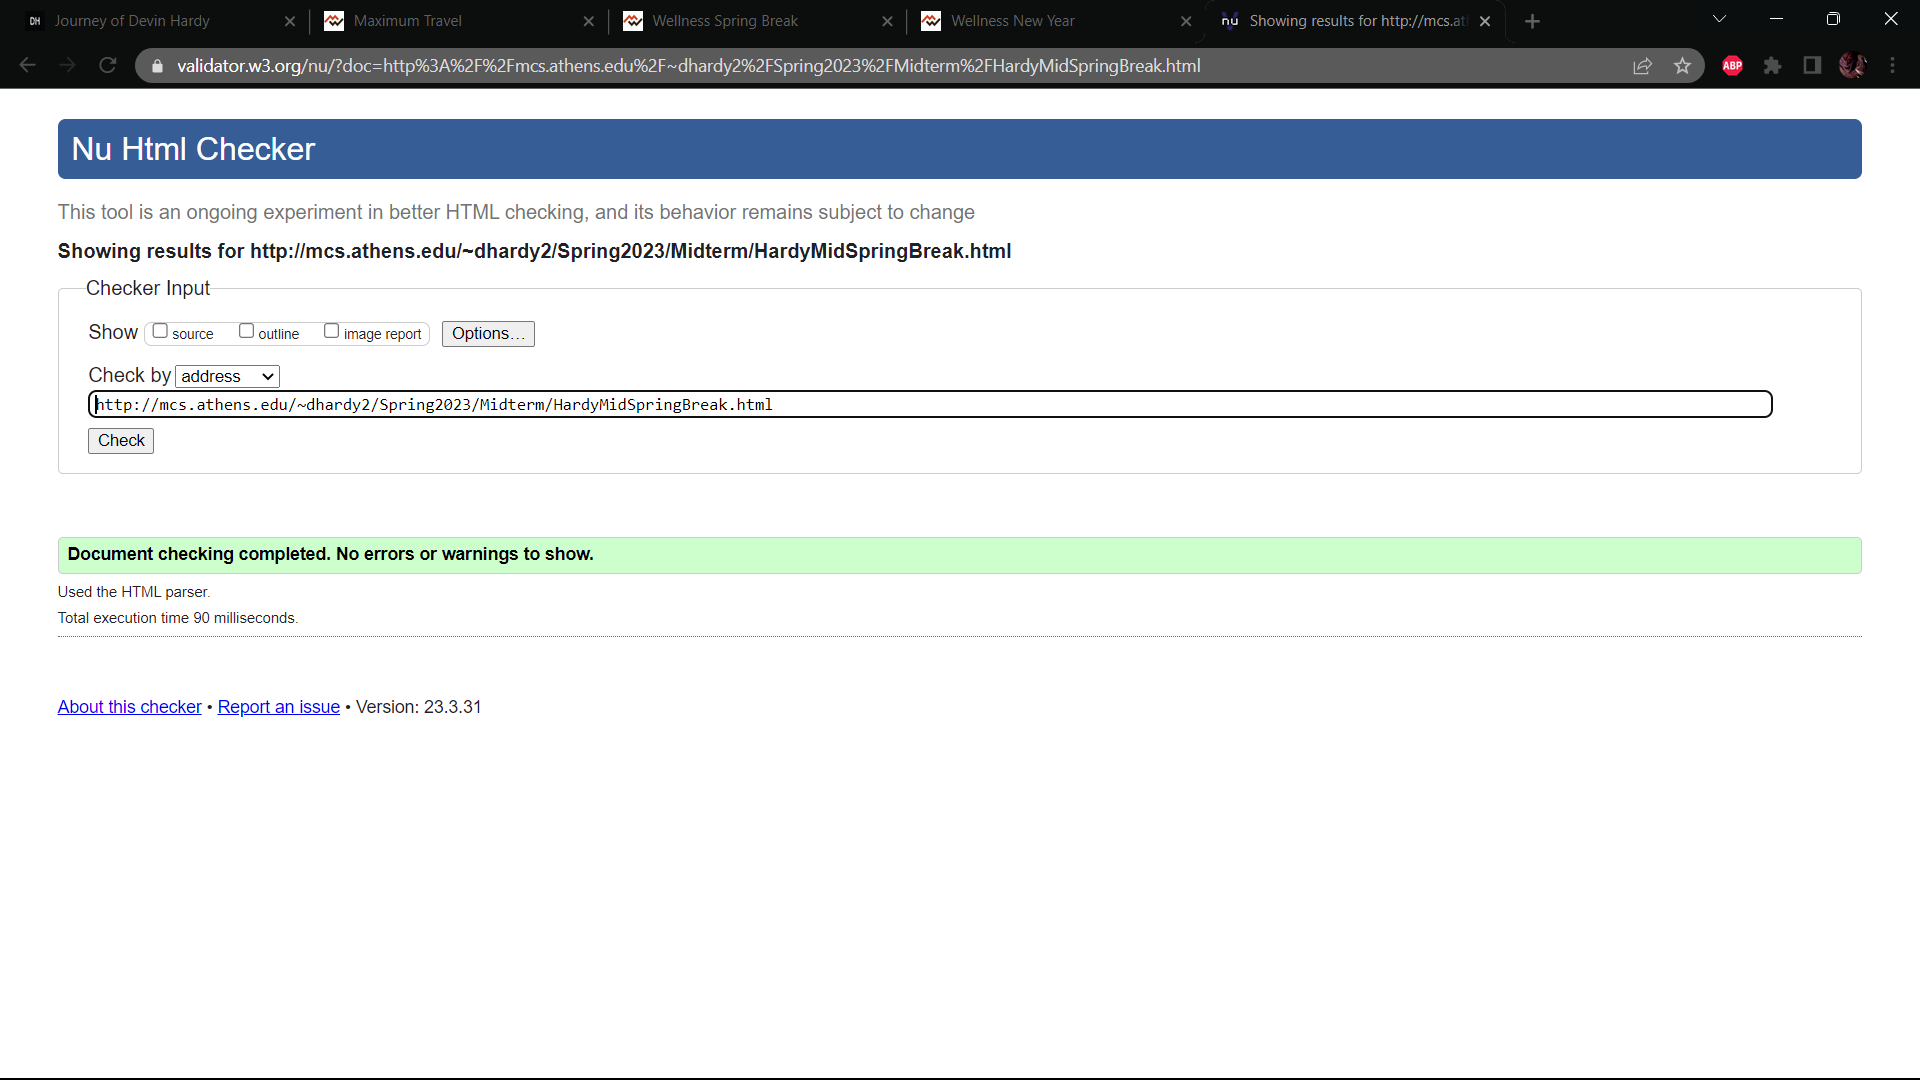 DH Journey of Devin Hardy Maximum Travel Wellness Spring Break Wellness New Year nu Showing results for http://mcs.at
validator.w3.org/nu/?doc=http%3A%2F%2Fmcs.athens.edu%2F~dhardy2%2FSpring2023%2FMidterm%2FHardyMidSpringBreak.html ABP
Nu Html Checker
This tool is an ongoing experiment in better HTML checking, and its behavior remains subject to change
Showing results for http://mcs.athens.edu/~dhardy2/Spring2023/Midterm/HardyMidSpringBreak.html
Checker Input
Show source outline image report Options…
Check by address
http://mcs.athens.edu/~dhardy2/Spring2023/Midterm/HardyMidSpringBreak.html
Check
Document checking completed. No errors or warnings to show.
Used the HTML parser.
Total execution time 90 milliseconds.
About this checker • Report an issue • Version: 23.3.31